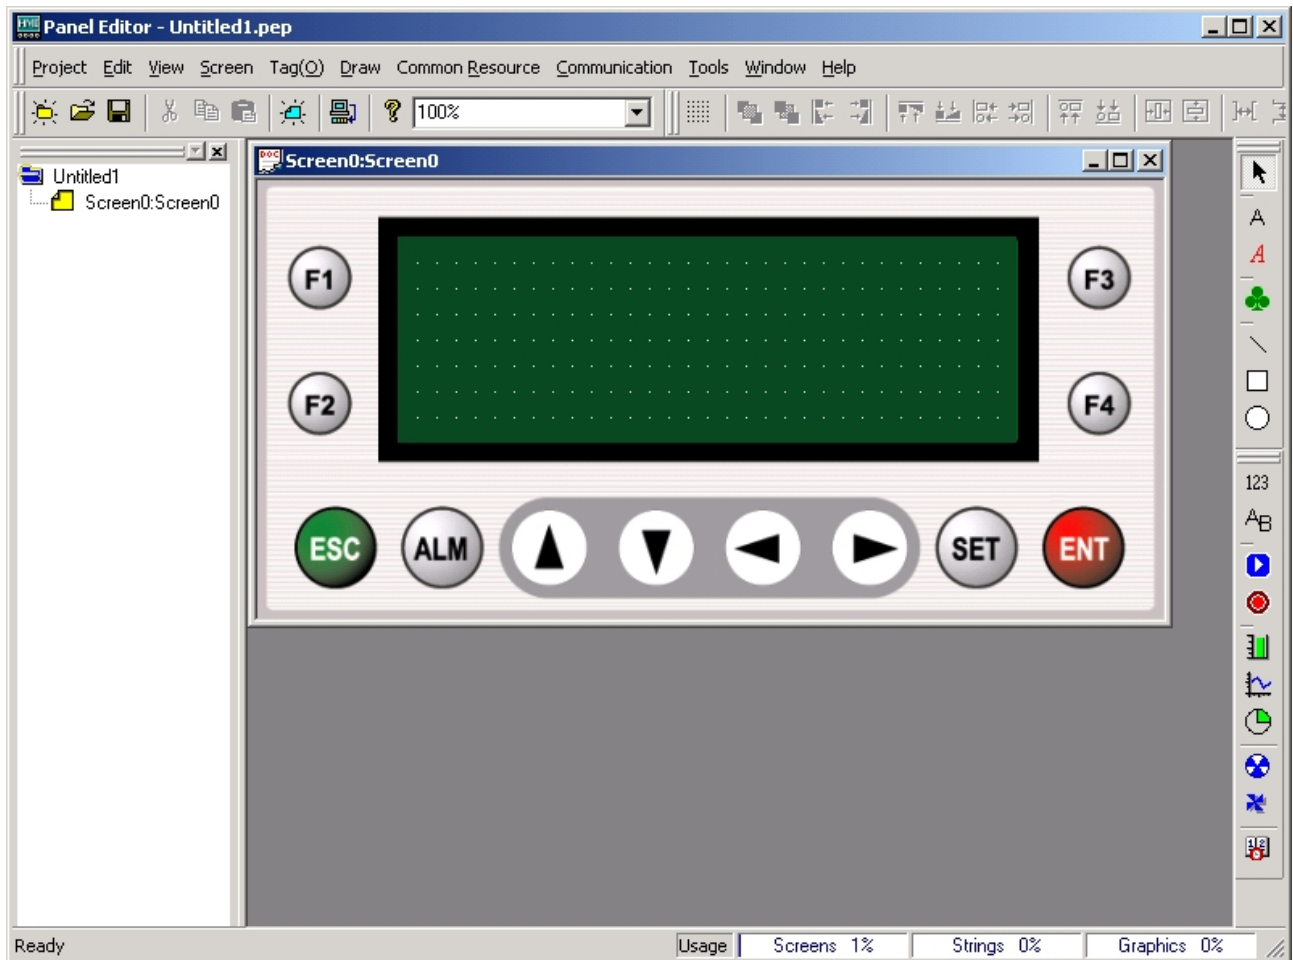 Panel Editor - Untitled1.pep
Project Edit View Screen Tag(O) Draw Common Resource Communication Tools Window Help
100%
Untitled1
Screen0:Screen0
Screen0:Screen0
F1
F3
F2
F4
ESC ALM SET ENT
A
A
123
AB
Ready
Usage Screens 1% Strings 0% Graphics 0%